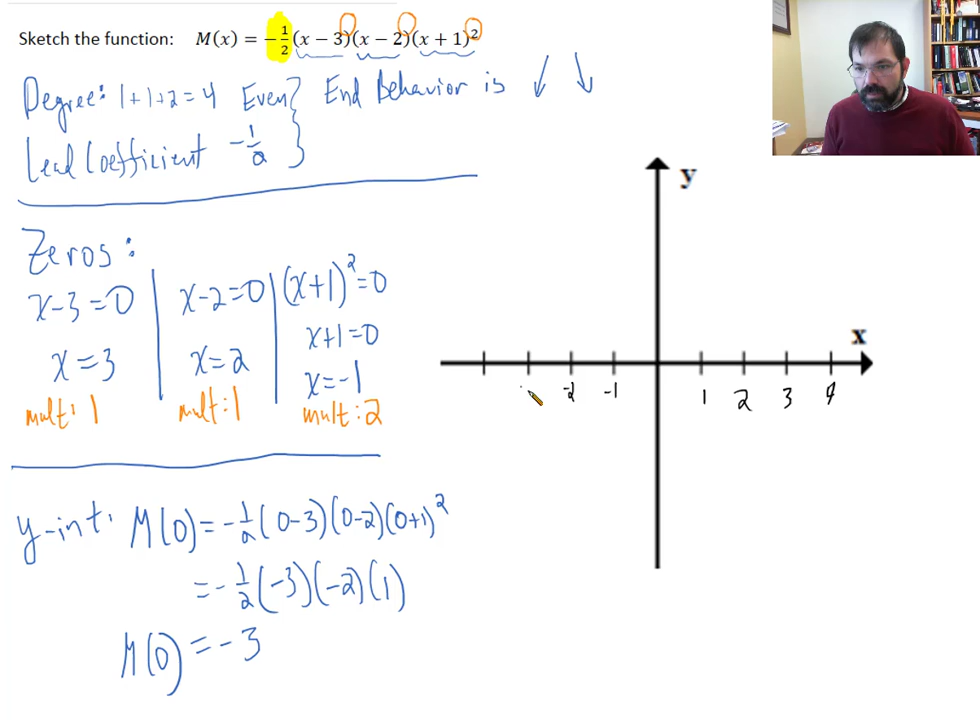 Sketch the function: M(x) = −1/2(x − 3)(x − 2)(x + 1)²
Degree: 1+1+2=4 Even } End Behavior is ↙ ↘
Lead Coefficient -1/2 }
Zeros:
x-3=0 | x-2=0 | (x+1)²=0
x+1=0
x=3 | x=2
x=-1
mult: 1 mult: 1 mult: 2
y-int. M(0)=-1/2(0-3)(0-2)(0+1)²
=-1/2(-3)(-2)(1)
M(0)=-3
y
x
-2 -1 1 2 3 4